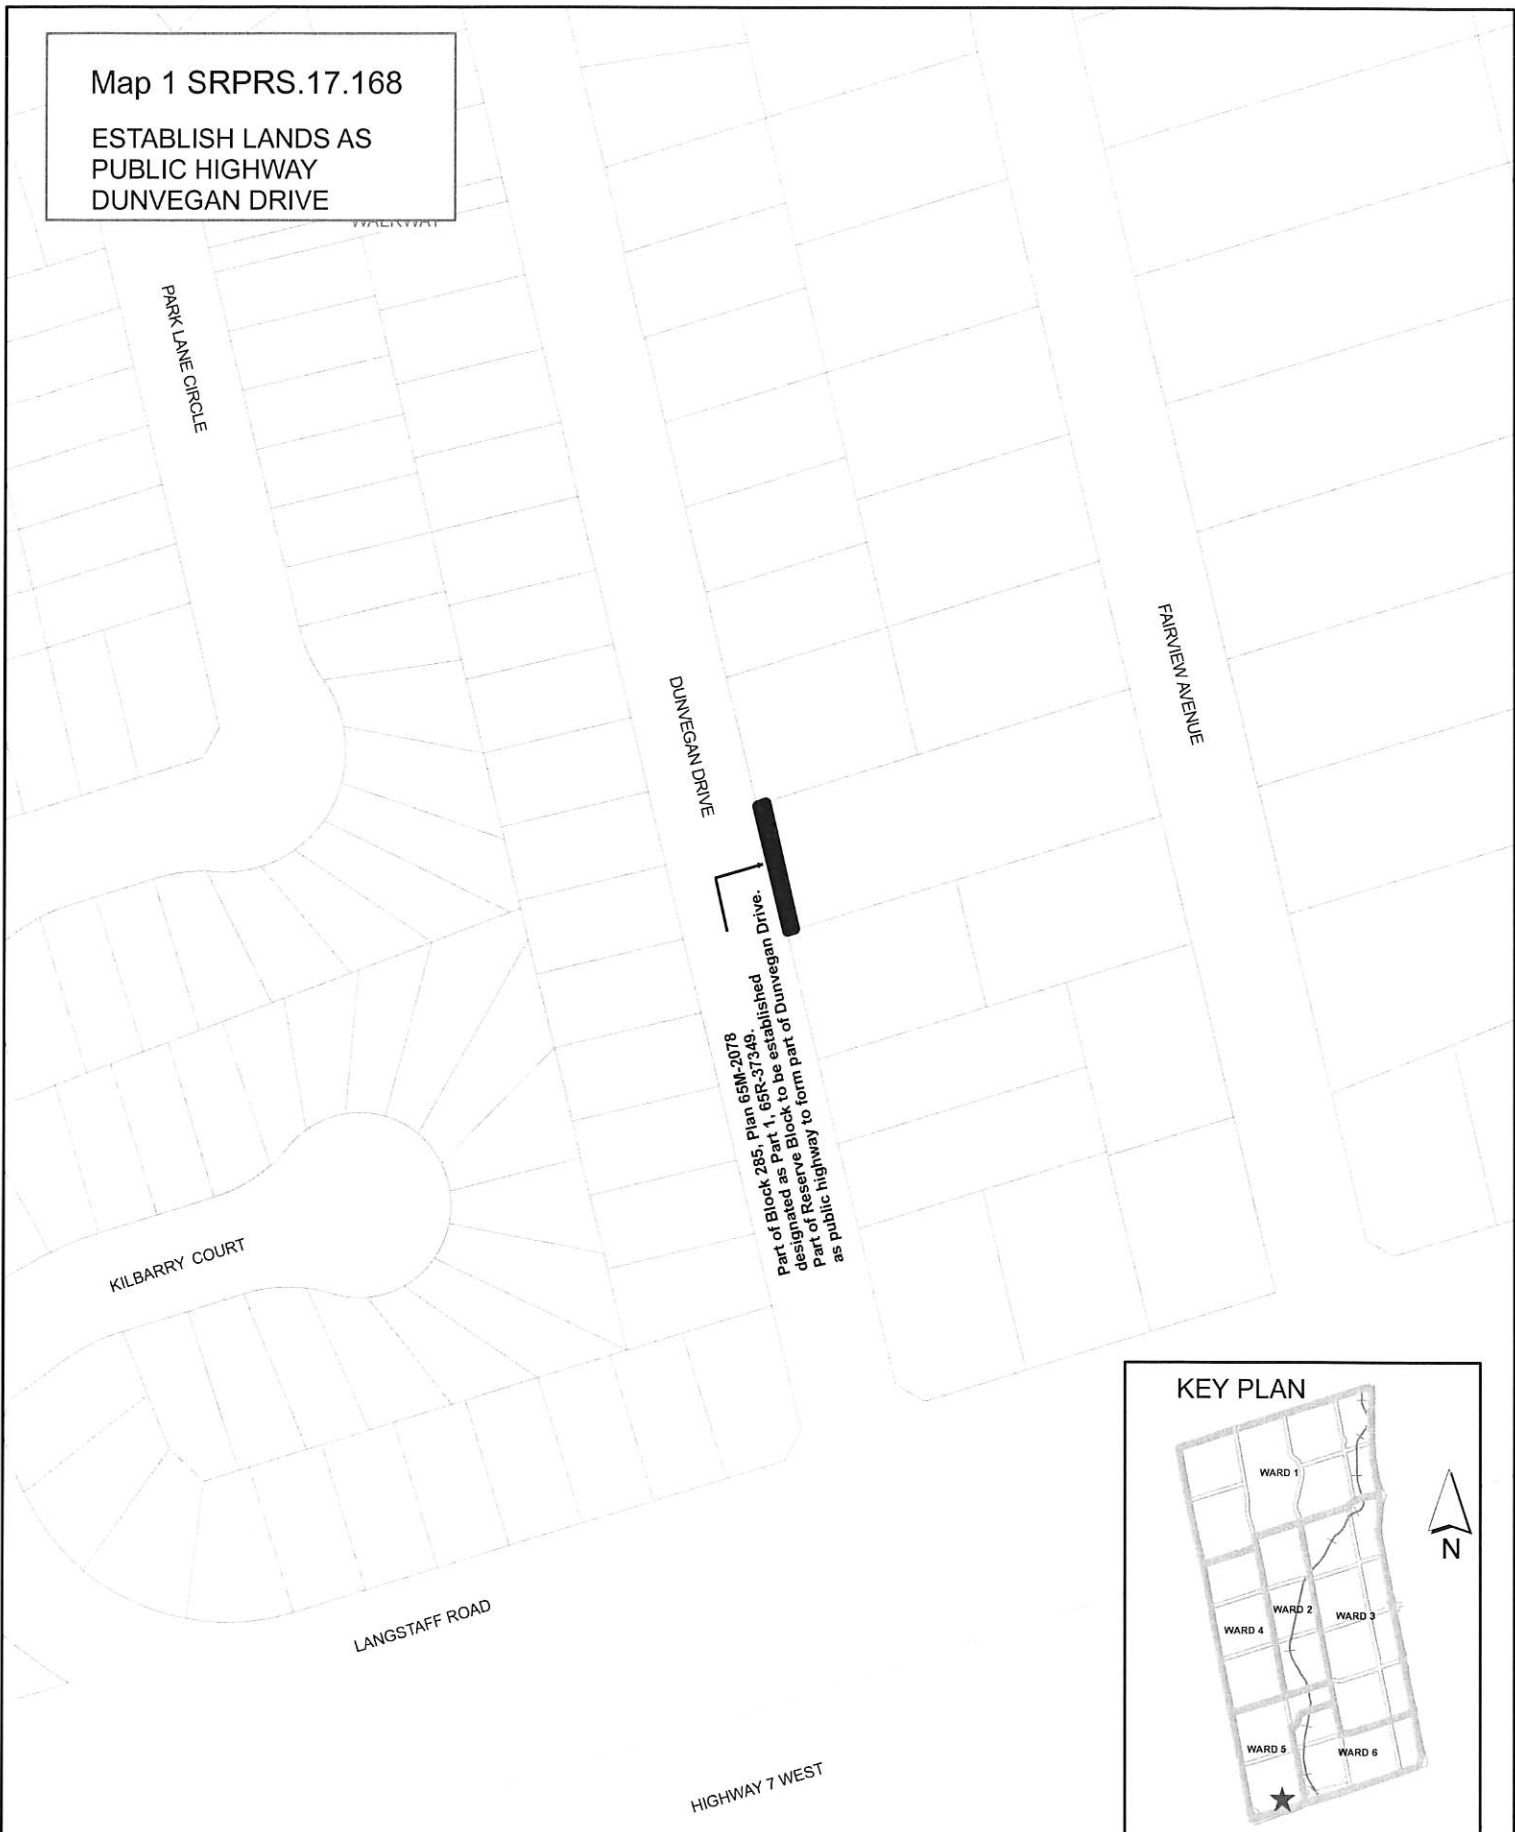 Map 1 SRPRS.17.168
ESTABLISH LANDS AS
PUBLIC HIGHWAY
DUNVEGAN DRIVE
WALKWAY
PARK LANE CIRCLE
FAIRVIEW AVENUE
DUNVEGAN DRIVE
Part of Block 285, Plan 65M-2078
designated as Part 1, 65R-37349.
Part of Reserve Block to be established
as public highway to form part of Dunvegan Drive.
KILBARRY COURT
LANGSTAFF ROAD
HIGHWAY 7 WEST
KEY PLAN
WARD 1
N
WARD 2
WARD 3
WARD 4
WARD 5
WARD 6